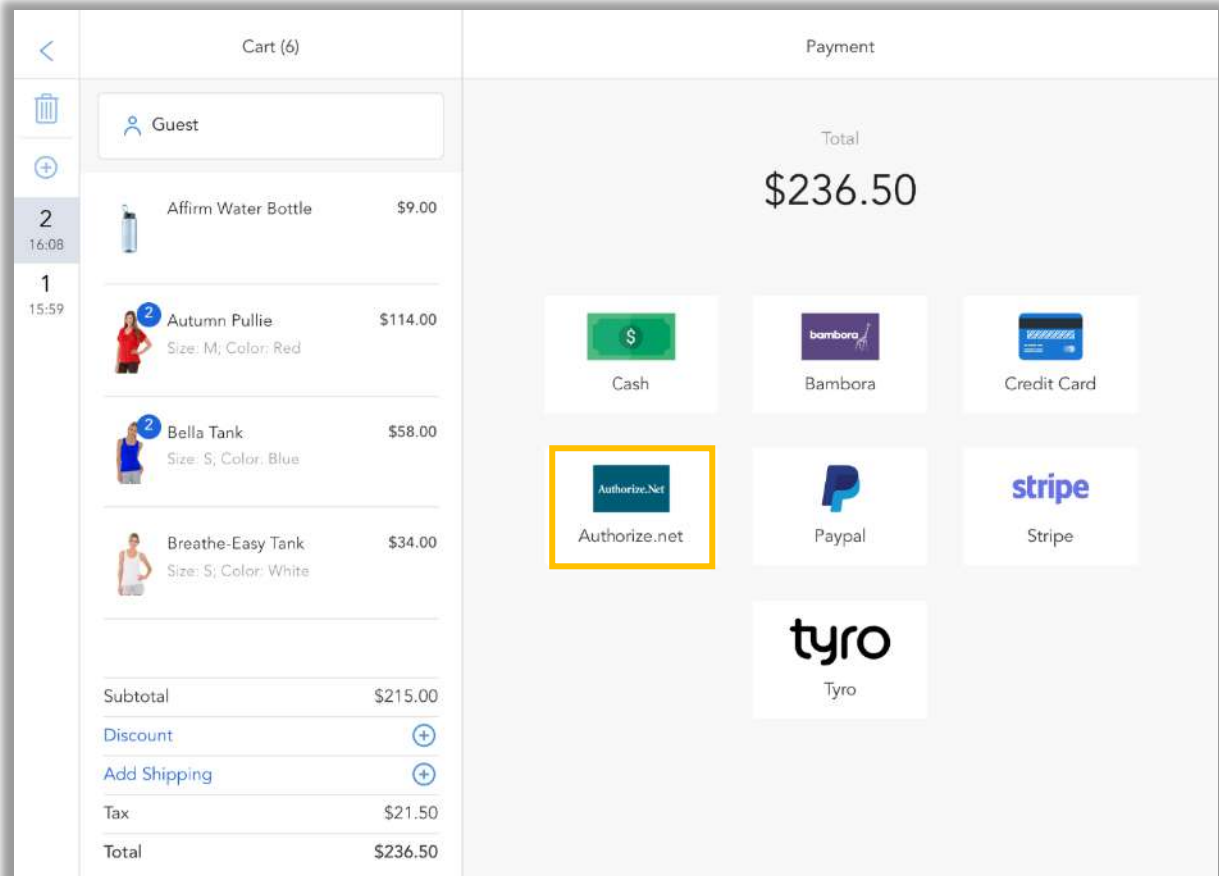 Cart (6)
Payment
Guest
2
16:08
1
15:59
Affirm Water Bottle $9.00
2
Autumn Pullie $114.00
Size: M; Color: Red
2
Bella Tank $58.00
Size: S, Color: Blue
Breathe-Easy Tank $34.00
Size: S; Color: White
Subtotal $215.00
Discount
Add Shipping
Tax $21.50
Total $236.50
Total
$236.50
$
Cash
bambora
Bambora
Credit Card
Authorize.Net
Authorize.net
Paypal
stripe
Stripe
tyro
Tyro